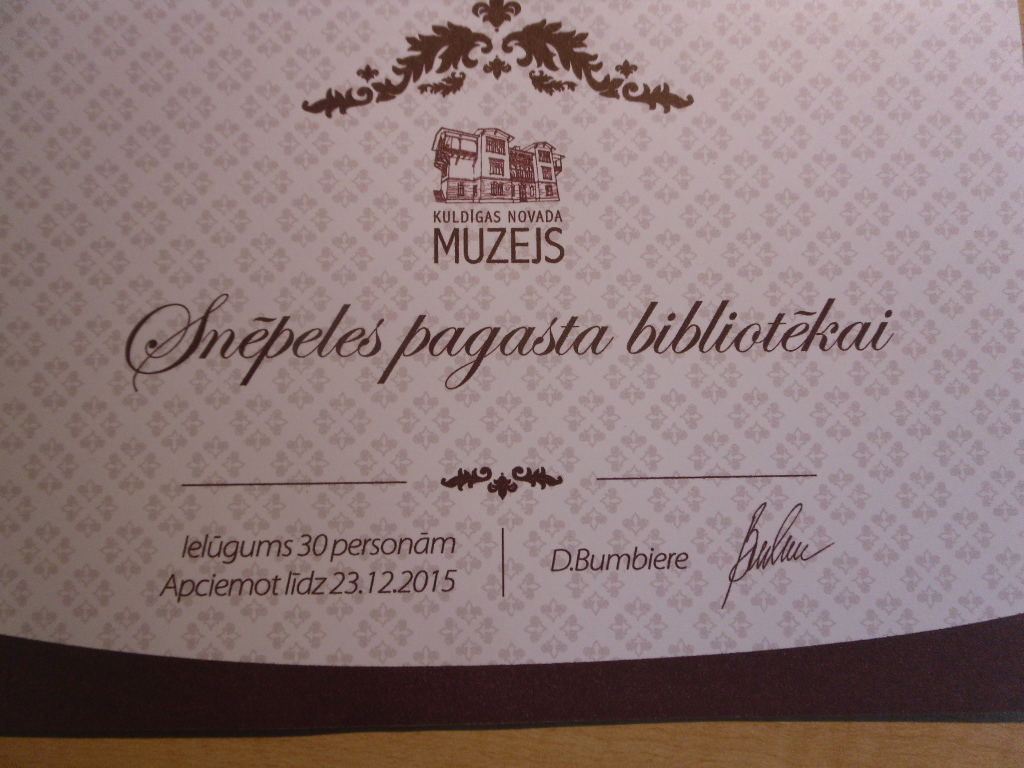 KULDĪGAS NOVADA
MUZEJS
Snēpeles pagasta bibliotēkai
Ielūgums 30 personām
Apciemot līdz 23.12.2015
D.Bumbiere